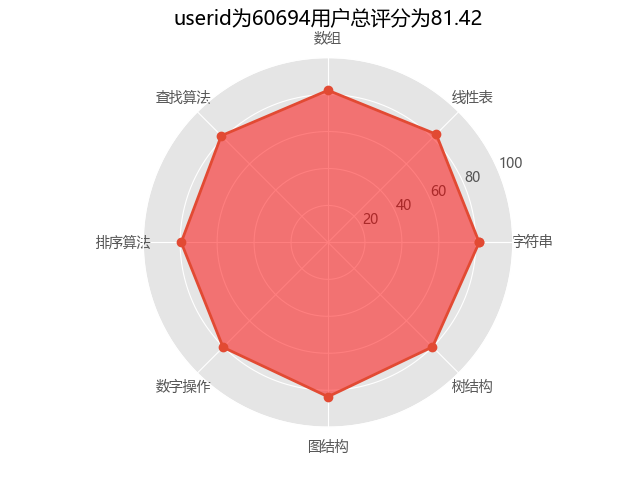 userid为60694用户总评分为81.42
数组
查找算法
线性表
100
80
60
40
20
排序算法
字符串
数字操作
树结构
图结构